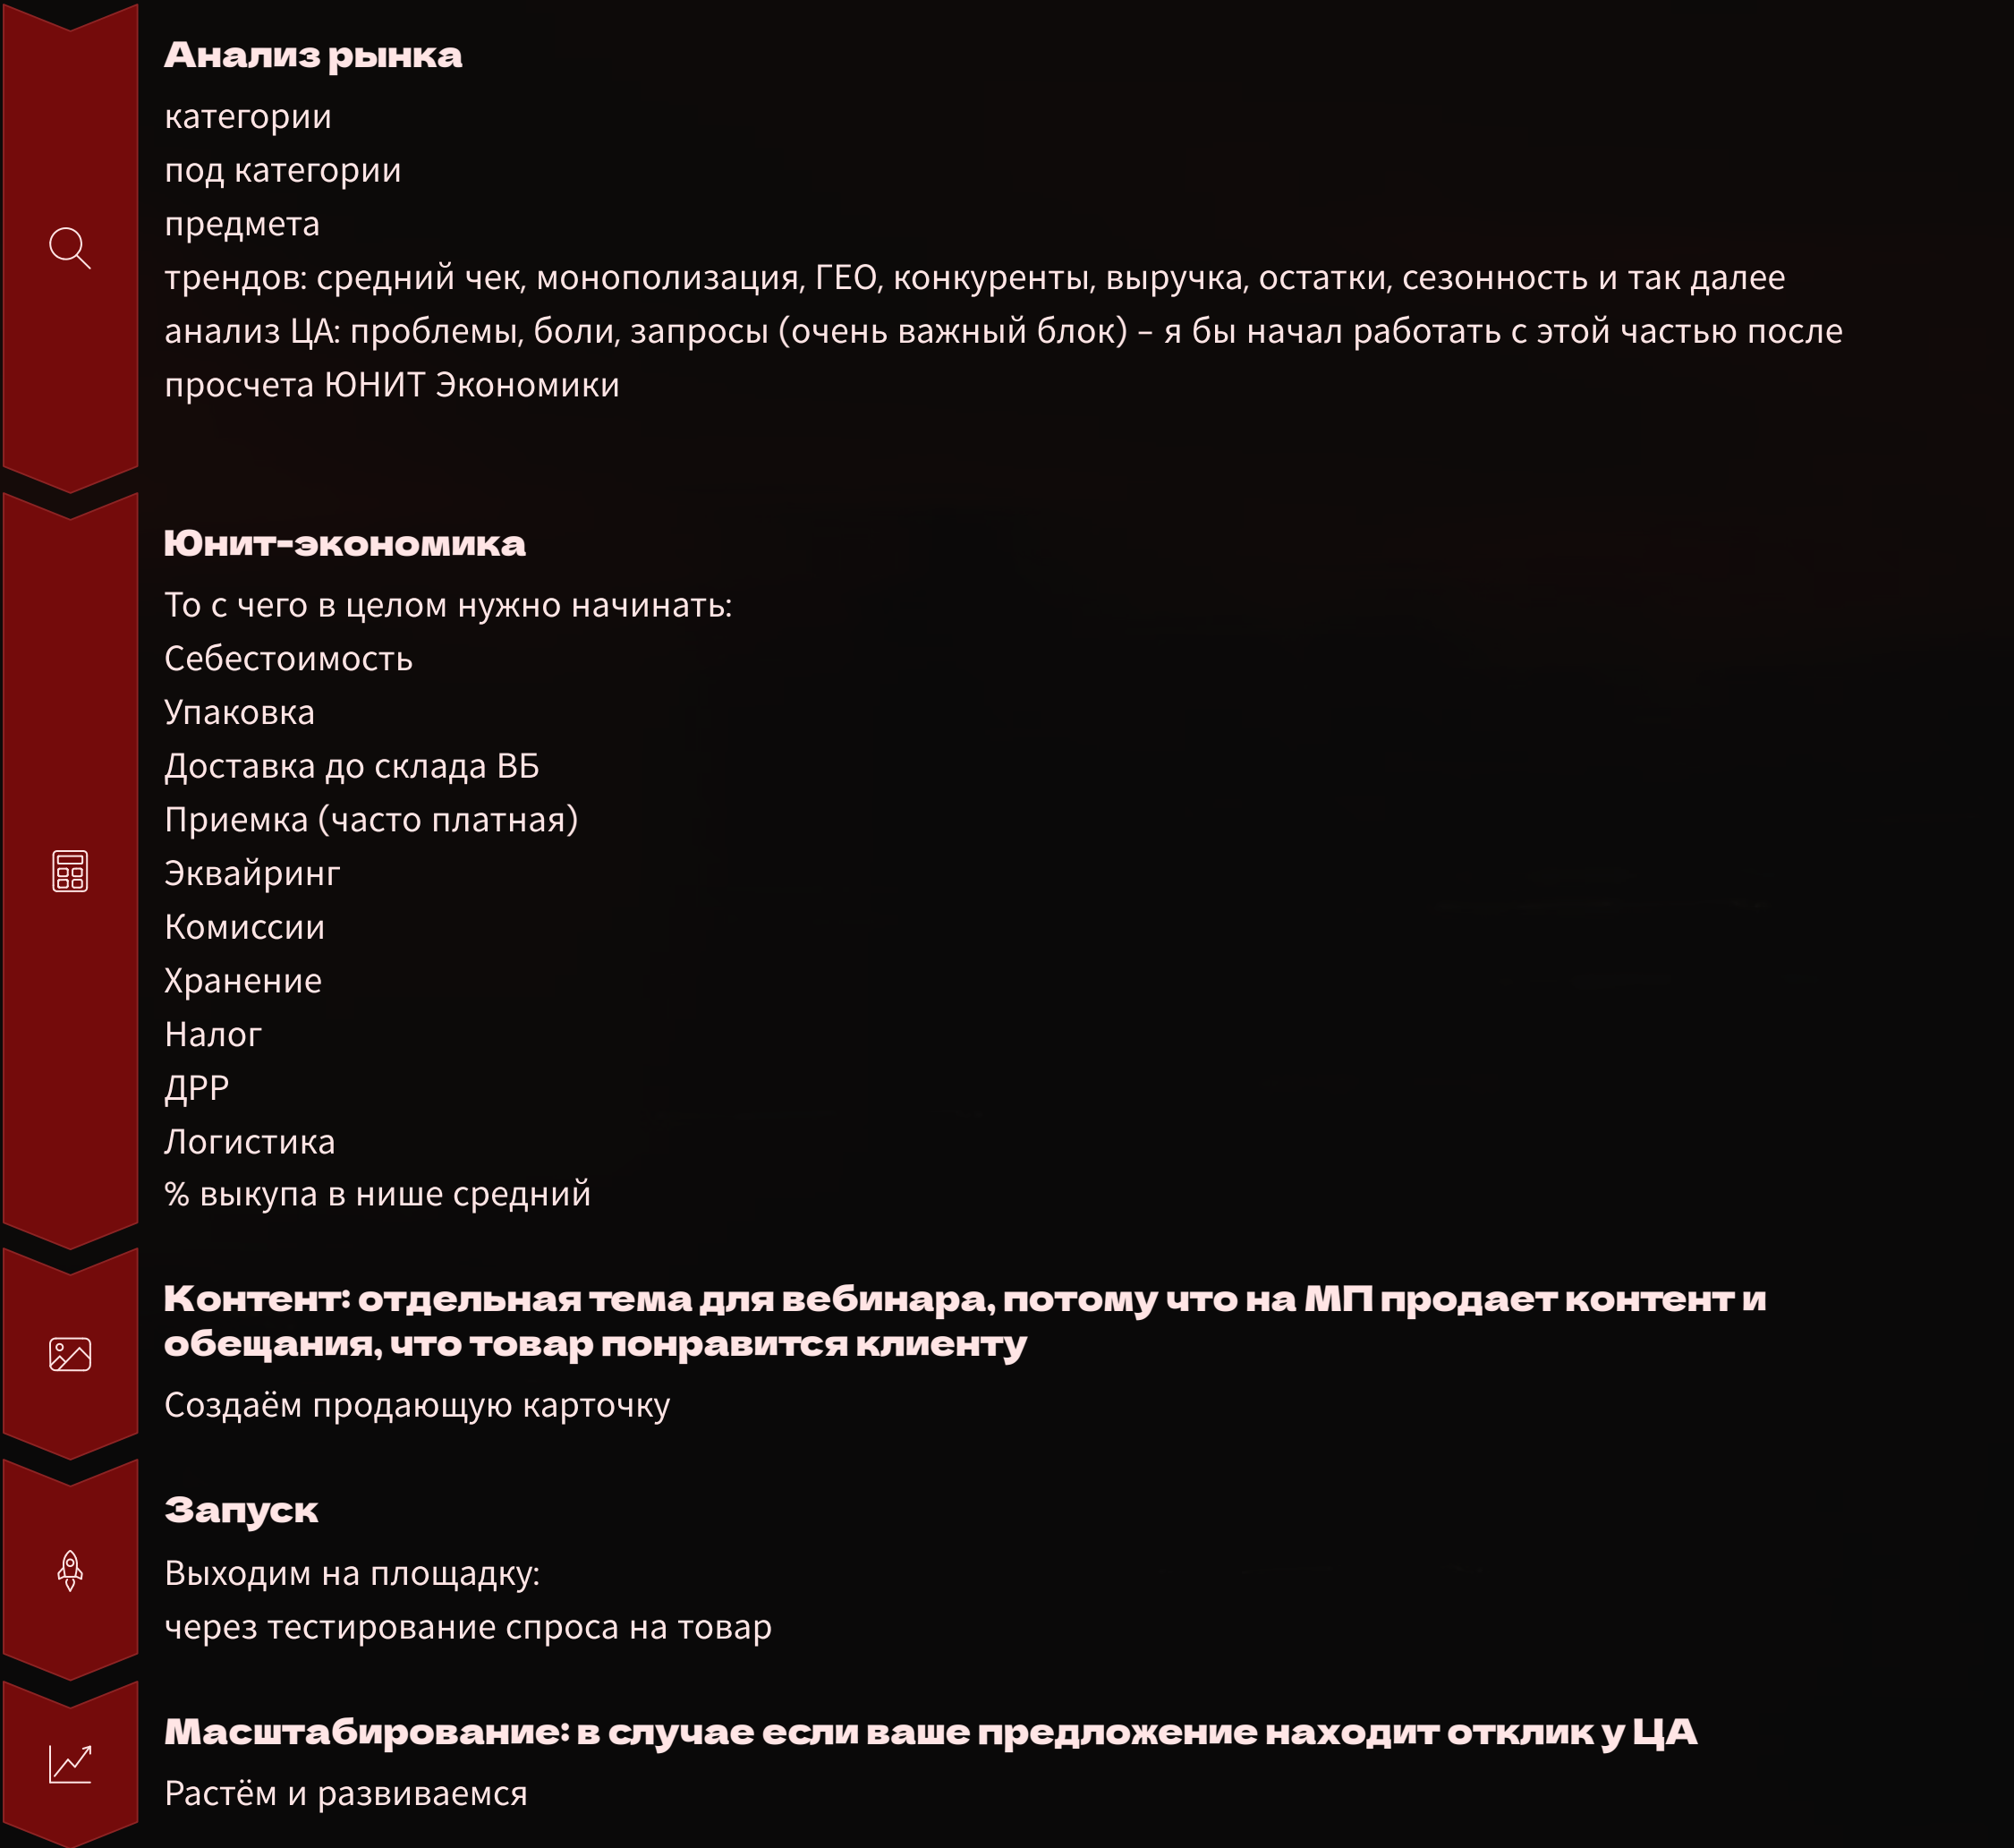 Анализ рынка
категории
под категории
предмета
трендов: средний чек, монополизация, ГЕО, конкуренты, выручка, остатки, сезонность и так далее
анализ ЦА: проблемы, боли, запросы (очень важный блок) – я бы начал работать с этой частью после
просчета ЮНИТ Экономики
Юнит-экономика
То с чего в целом нужно начинать:
Себестоимость
Упаковка
Доставка до склада ВБ
Приемка (часто платная)
Эквайринг
Комиссии
Хранение
Налог
ДРР
Логистика
% выкупа в нише средний
Контент: отдельная тема для вебинара, потому что на МП продает контент и
обещания, что товар понравится клиенту
Создаём продающую карточку
Запуск
Выходим на площадку:
через тестирование спроса на товар
Масштабирование: в случае если ваше предложение находит отклик у ЦА
Растём и развиваемся